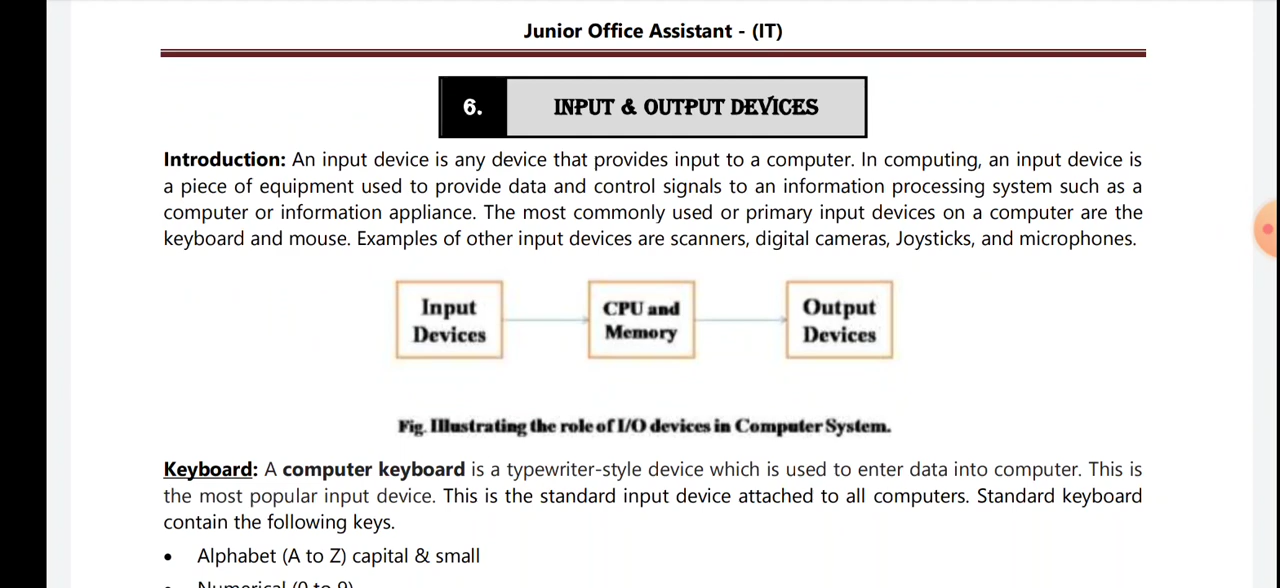 Junior Office Assistant - (IT)
6. INPUT & OUTPUT DEVICES
Introduction: An input device is any device that provides input to a computer. In computing, an input device is
a piece of equipment used to provide data and control signals to an information processing system such as a
computer or information appliance. The most commonly used or primary input devices on a computer are the
keyboard and mouse. Examples of other input devices are scanners, digital cameras, Joysticks, and microphones.
Input
Devices
CPU and
Memory
Output
Devices
Fig. Illustrating the role of I/O devices in Computer System.
Keyboard: A computer keyboard is a typewriter-style device which is used to enter data into computer. This is
the most popular input device. This is the standard input device attached to all computers. Standard keyboard
contain the following keys.
• Alphabet (A to Z) capital & small
• Numerical (0 to 9)